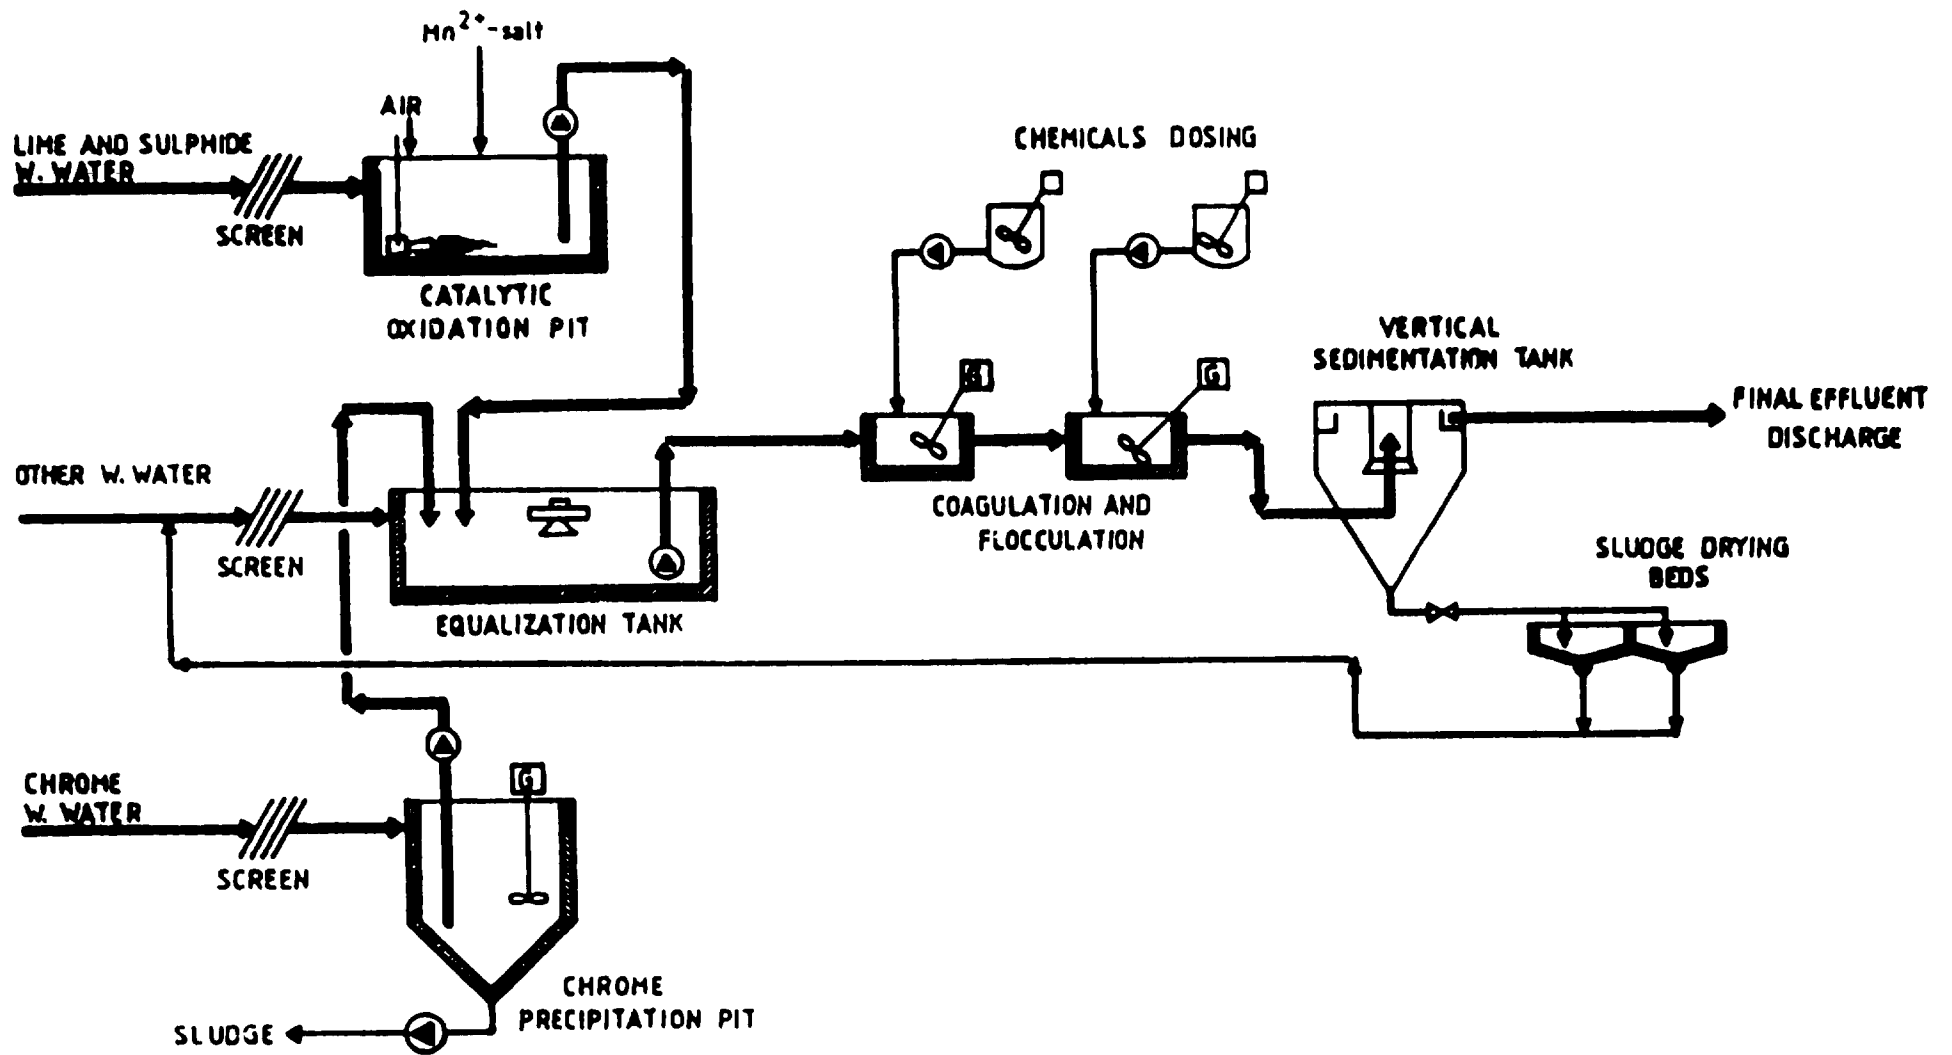 Mn2+-salt
AIR
LIME AND SULPHIDE
W. WATER
SCREEN
CATALYTIC
OXIDATION PIT
CHEMICALS DOSING
G
G
VERTICAL
SEDIMENTATION TANK
FINAL EFFLUENT
DISCHARGE
OTHER W. WATER
SCREEN
EQUALIZATION TANK
COAGULATION AND
FLOCCULATION
SLUDGE DRYING
BEDS
CHROME
W. WATER
SCREEN
G
CHROME
PRECIPITATION PIT
SLUDGE